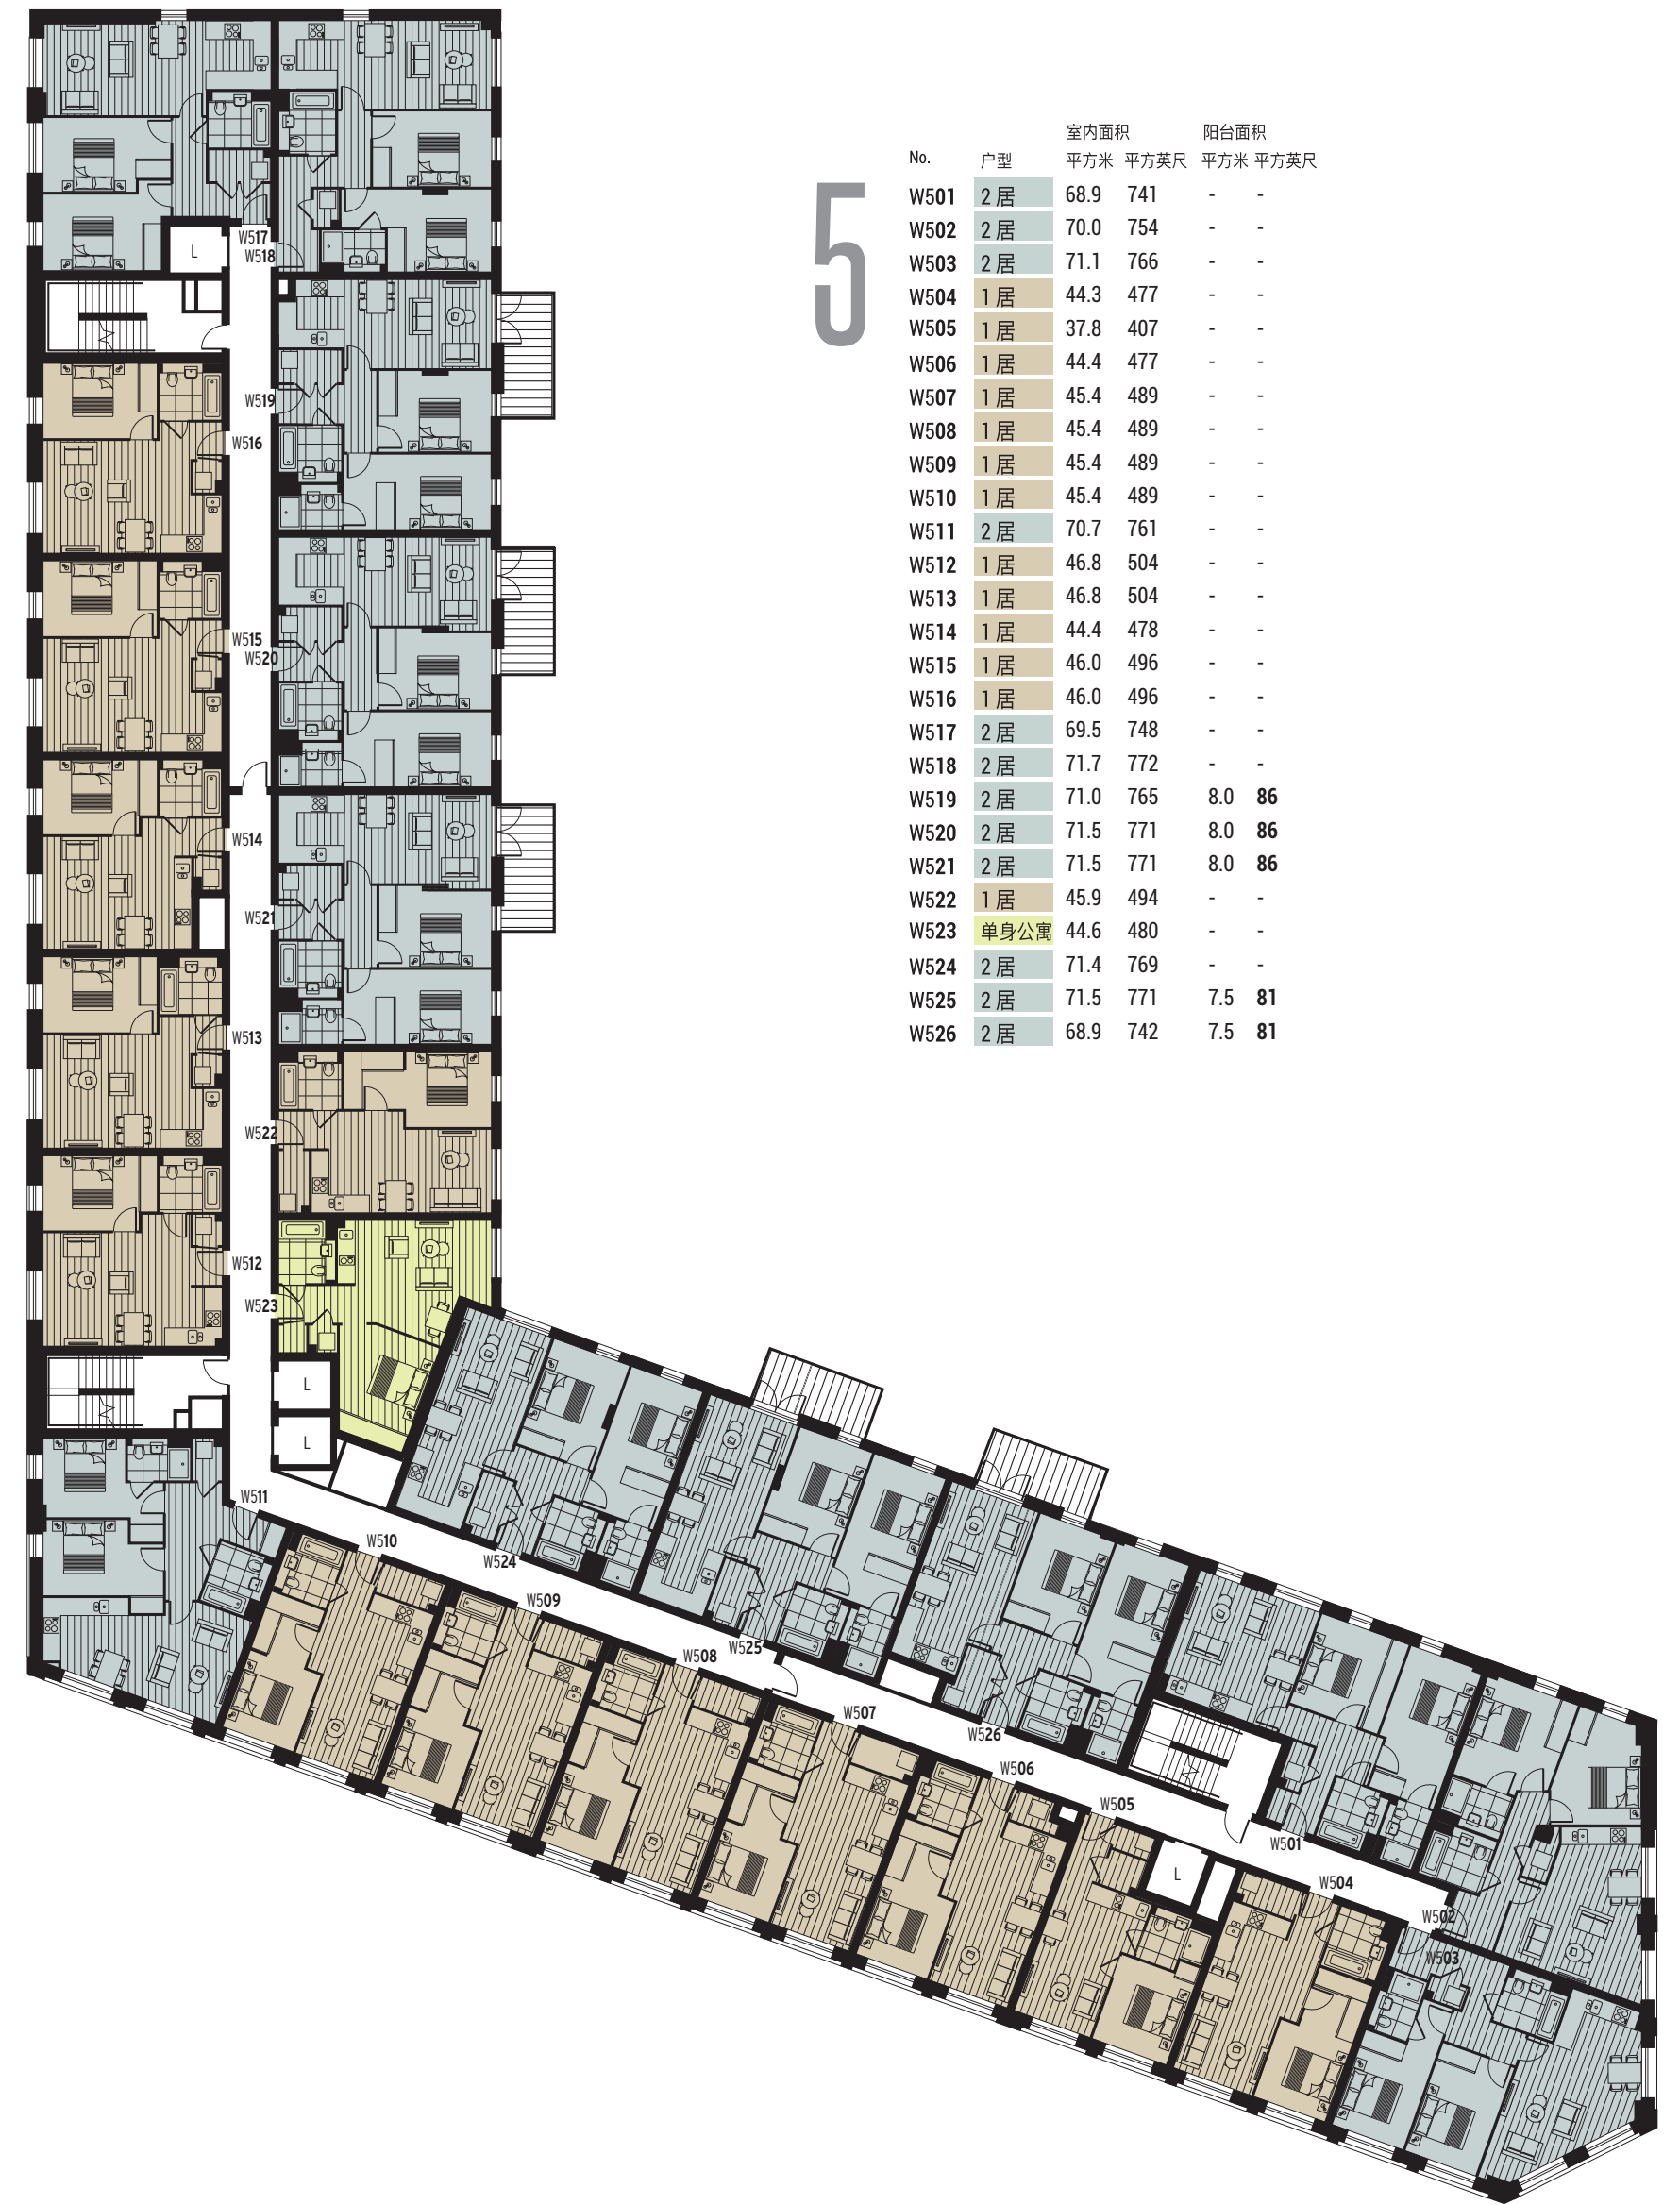 5
室内面积 阳台面积
No. 户型 平方米 平方英尺 平方米 平方英尺
W501 2 居 68.9 741 - -
W502 2 居 70.0 754 - -
W503 2 居 71.1 766 - -
W504 1 居 44.3 477 - -
W505 1 居 37.8 407 - -
W506 1 居 44.4 477 - -
W507 1 居 45.4 489 - -
W508 1 居 45.4 489 - -
W509 1 居 45.4 489 - -
W510 1 居 45.4 489 - -
W511 2 居 70.7 761 - -
W512 1 居 46.8 504 - -
W513 1 居 46.8 504 - -
W514 1 居 44.4 478 - -
W515 1 居 46.0 496 - -
W516 1 居 46.0 496 - -
W517 2 居 69.5 748 - -
W518 2 居 71.7 772 - -
W519 2 居 71.0 765 8.0 86
W520 2 居 71.5 771 8.0 86
W521 2 居 71.5 771 8.0 86
W522 1 居 45.9 494 - -
W523 单身公寓 44.6 480 - -
W524 2 居 71.4 769 - -
W525 2 居 71.5 771 7.5 81
W526 2 居 68.9 742 7.5 81
W517
L
W518
W519
W516
W515
W520
W514
W521
W513
W522
W512
W523
L
L
W511
W510
W524
W509
W525
W508
W507
W526
W506
W505
W501
L
W504
W502
W503